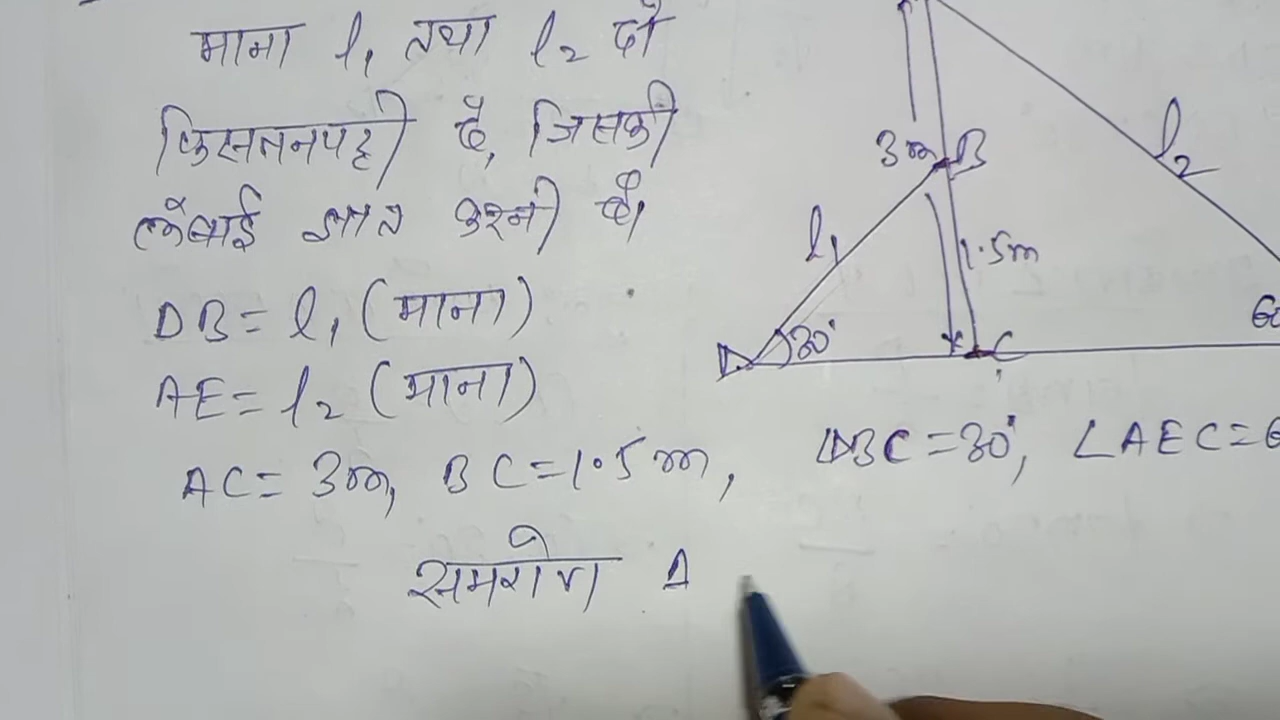 माना l₁ तथा l₂ दो
फिसलनपट्टी है, जिसकी
लॅबाई ज्ञात करनी है।
DB = l₁ (माना)
AE = l₂ (माना)
AC = 3m, BC = 1.5m,
समकोण Δ
3m B
l₂
l₁
1.5m
30°
D
C
DBC = 30°, ∠AEC = 6